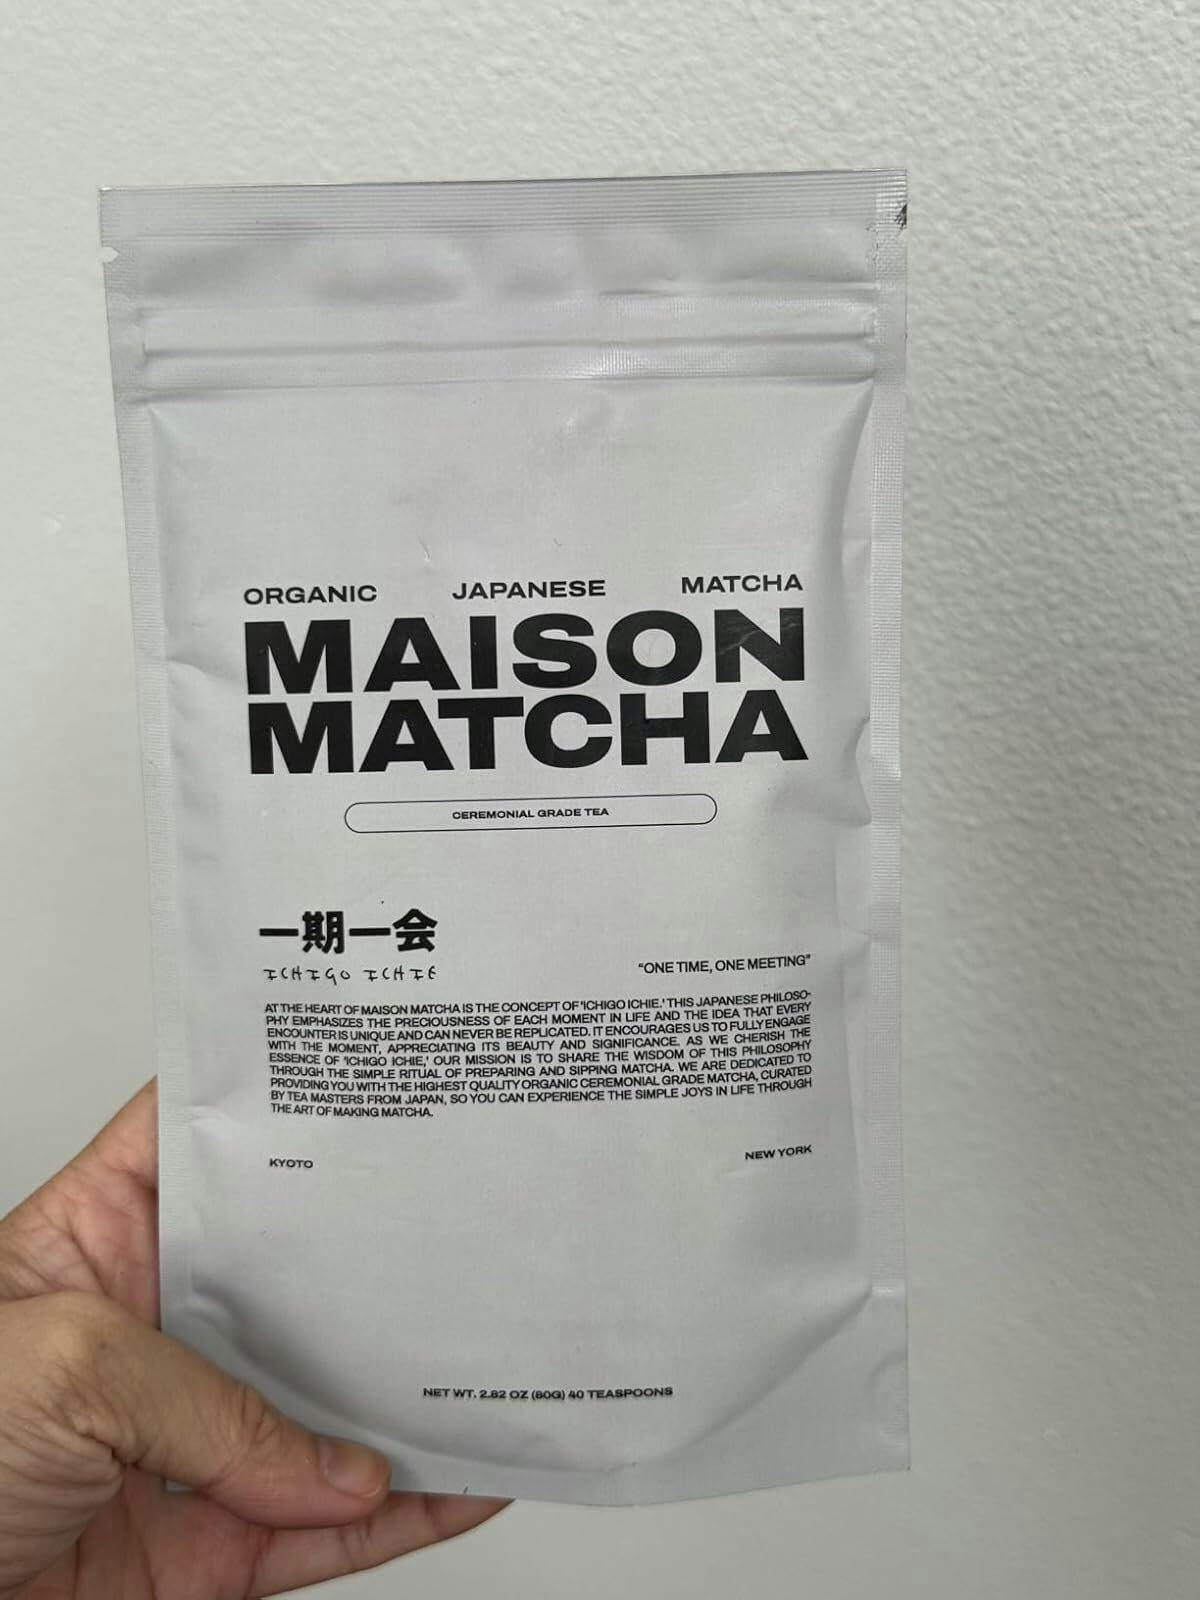 ORGANIC JAPANESE MATCHA
MAISON
MATCHA
CEREMONIAL GRADE TEA
一期一会
ICHIGO ICHIE
“ONE TIME, ONE MEETING”
AT THE HEART OF MAISON MATCHA IS THE CONCEPT OF 'ICHIGO ICHIE.' THIS JAPANESE PHILOSO-
PHY EMPHASIZES THE PRECIOUSNESS OF EACH MOMENT IN LIFE AND THE IDEA THAT EVERY
ENCOUNTER IS UNIQUE AND CAN NEVER BE REPLICATED. IT ENCOURAGES US TO FULLY ENGAGE
WITH THE MOMENT, APPRECIATING ITS BEAUTY AND SIGNIFICANCE. AS WE CHERISH THE
ESSENCE OF 'ICHIGO ICHIE,' OUR MISSION IS TO SHARE THE WISDOM OF THIS PHILOSOPHY
THROUGH THE SIMPLE RITUAL OF PREPARING AND SIPPING MATCHA. WE ARE DEDICATED TO
PROVIDING YOU WITH THE HIGHEST QUALITY ORGANIC CEREMONIAL GRADE MATCHA, CURATED
BY TEA MASTERS FROM JAPAN, SO YOU CAN EXPERIENCE THE SIMPLE JOYS IN LIFE THROUGH
THE ART OF MAKING MATCHA.
KYOTO NEW YORK
NET WT. 2.82 OZ (80G) 40 TEASPOONS